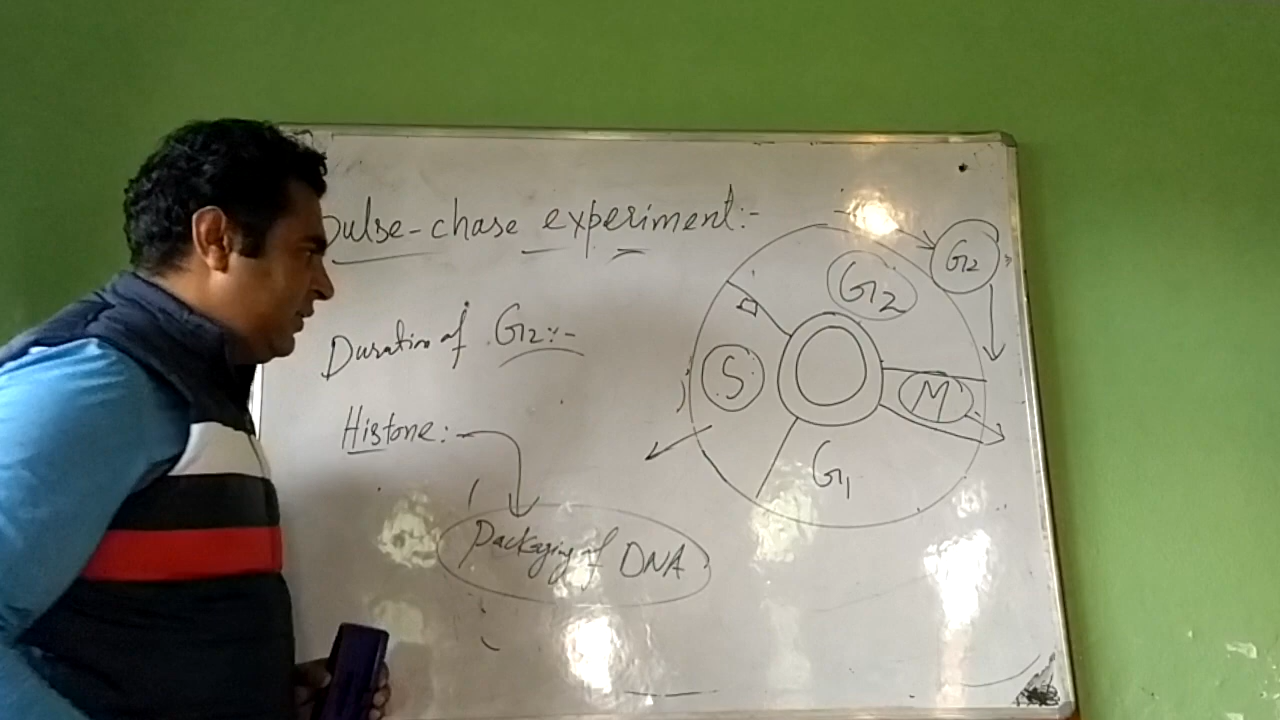 pulse-chase experiment:-
Duration of G2:-
Histone:
Packaging of DNA
G2
G2
S
M
G1